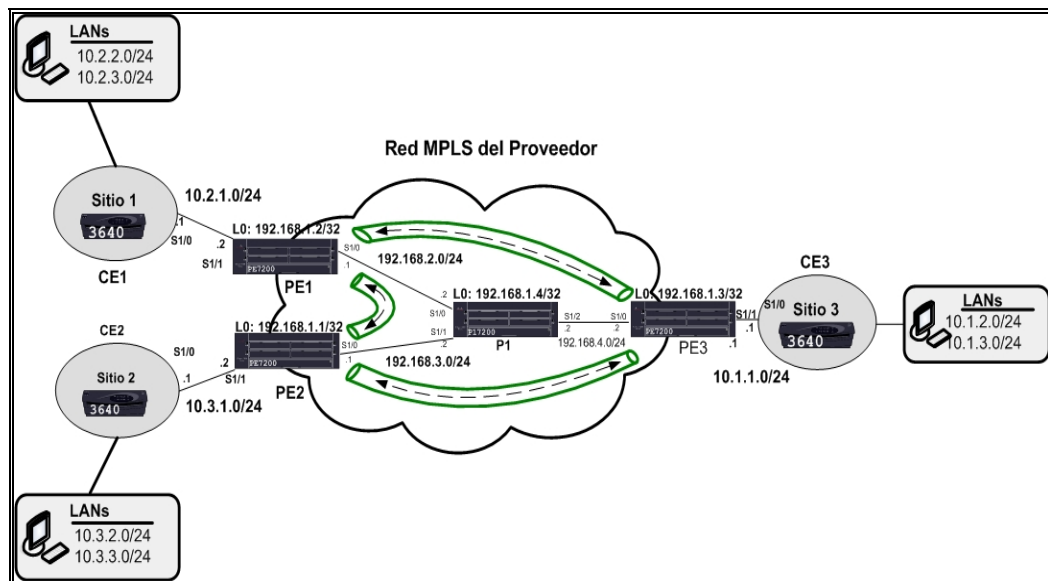 LANs
10.2.2.0/24
10.2.3.0/24
Red MPLS del Proveedor
Sitio 1
3640
CE1
10.2.1.0/24
.1
S1/0
.2
S1/1
L0: 192.168.1.2/32
PE7200
PE1
S1/0
.1
192.168.2.0/24
CE2
Sitio 2
3640
S1/0
.1
10.3.1.0/24
.2
S1/1
L0: 192.168.1.1/32
PE7200
PE2
S1/0
.1
192.168.3.0/24
.2
S1/0
L0: 192.168.1.4/32
S1/1
.2
P1
S1/2
.2
192.168.4.0/24
S1/0
.2
L0: 192.168.1.3/32
PE7200
PE3
S1/1
.1
.1
10.1.1.0/24
CE3
S1/0
Sitio 3
3640
LANs
10.1.2.0/24
10.1.3.0/24
LANs
10.3.2.0/24
10.3.3.0/24